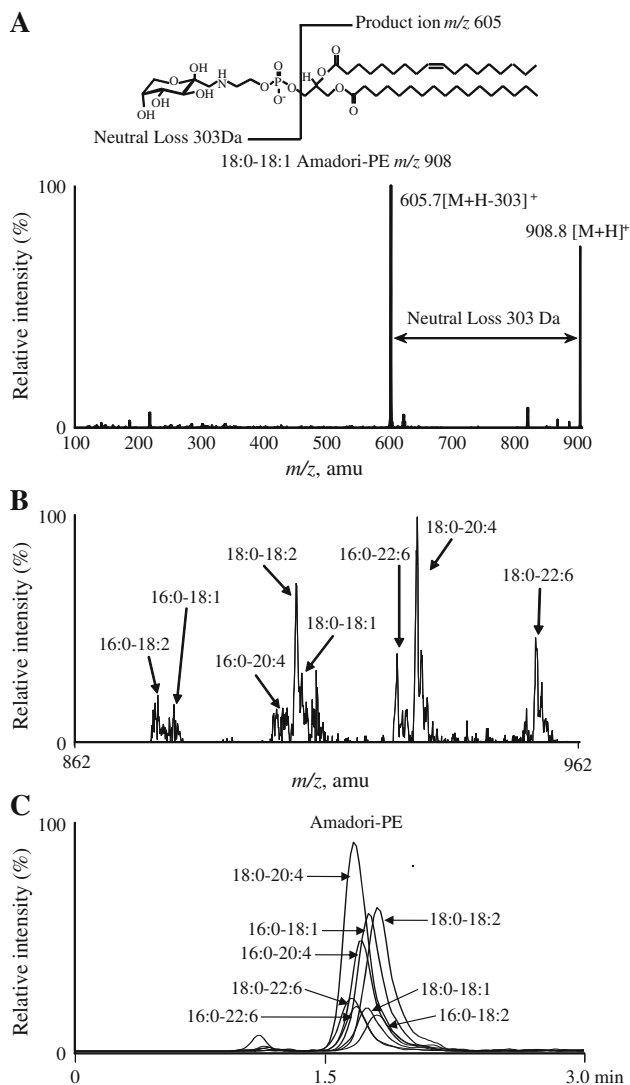 A
Product ion m/z 605
OH
OH
HO
OH
OH
H
N
O
O
P
O
O-
H
O
O
O
O
Neutral Loss 303Da
18:0-18:1 Amadori-PE m/z 908
100
605.7[M+H-303]+
908.8 [M+H]+
Neutral Loss 303 Da
Relative intensity (%)
0
100 200 300 400 500 600 700 800 900
m/z, amu
B
100
18:0-20:4
16:0-22:6
18:0-18:2
18:0-22:6
16:0-18:1
18:0-18:1
16:0-18:2
16:0-20:4
Relative intensity (%)
0
862 962
m/z, amu
C
Amadori-PE
100
18:0-20:4
16:0-18:1
18:0-18:2
16:0-20:4
18:0-22:6
18:0-18:1
16:0-22:6
16:0-18:2
Relative intensity (%)
0
0 1.5 3.0 min